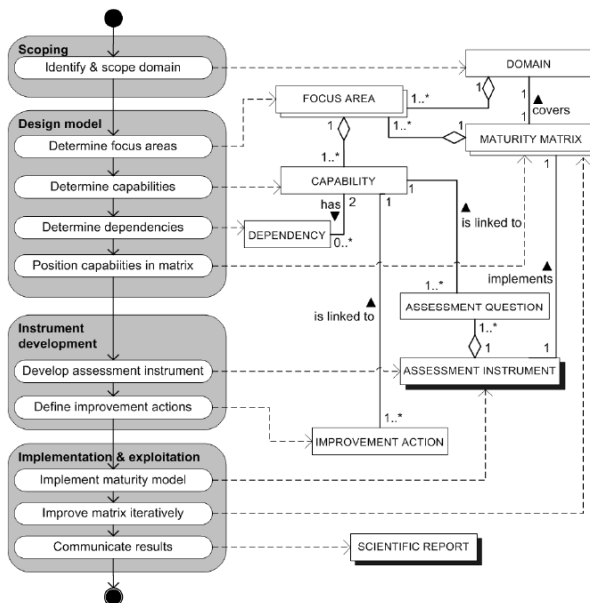 Scoping
Identify & scope domain
Design model
Determine focus areas
Determine capabilities
Determine dependencies
Position capabiities in matrix
Instrument
development
Develop assessment instrument
Define improvement actions
Implementation & exploitation
Implement maturity model
Improve matrix iteratively
Communicate results
DOMAIN
1 1
1..*
covers
1
FOCUS AREA
1 1..*
MATURITY MATRIX
1
1..*
CAPABILITY
has 2 1 1
DEPENDENCY
0..*
is linked to
1..*
implements
ASSESSMENT QUESTION
is linked to
1..*
1 1
ASSESSMENT INSTRUMENT
1..*
IMPROVEMENT ACTION
SCIENTIFIC REPORT